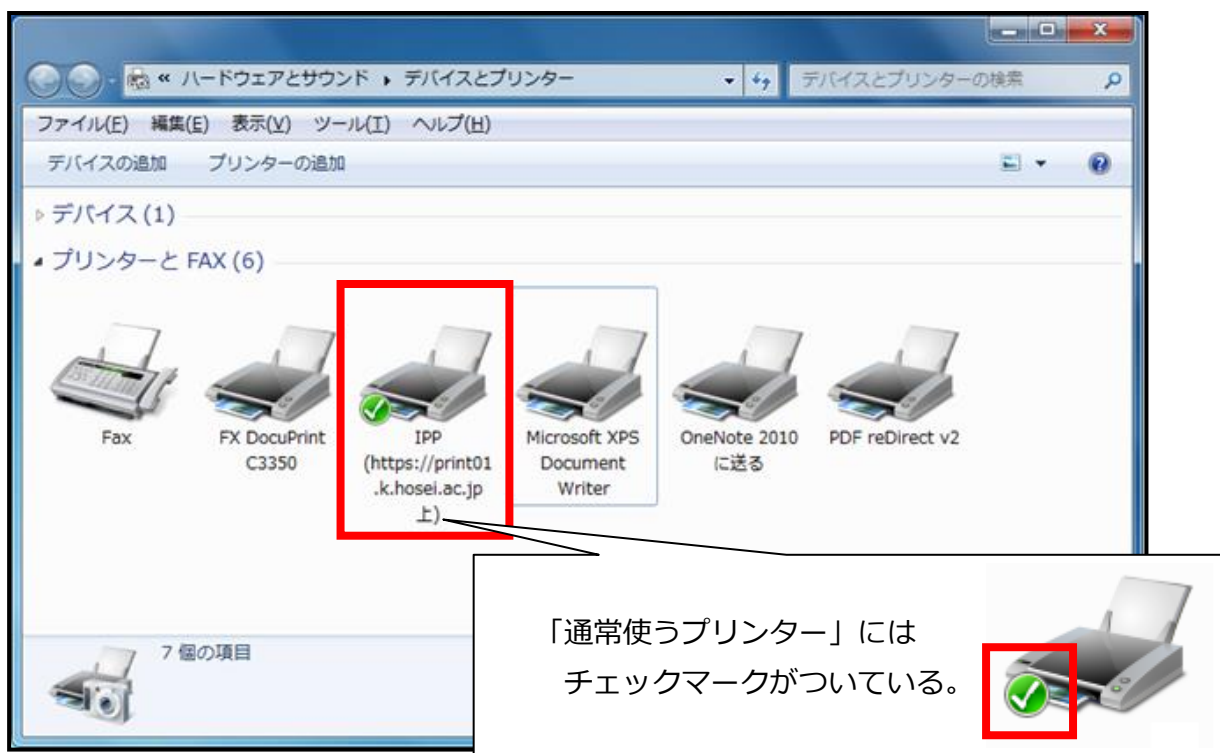 « ハードウェアとサウンド ▸ デバイスとプリンター
デバイスとプリンターの検索
ファイル(F) 編集(E) 表示(V) ツール(T) ヘルプ(H)
デバイスの追加 プリンターの追加
デバイス (1)
プリンターと FAX (6)
Fax
FX DocuPrint
C3350
IPP
(https://print01
.k.hosei.ac.jp
上)
Microsoft XPS
Document
Writer
OneNote 2010
に送る
PDF reDirect v2
7 個の項目
「通常使うプリンター」には
チェックマークがついている。